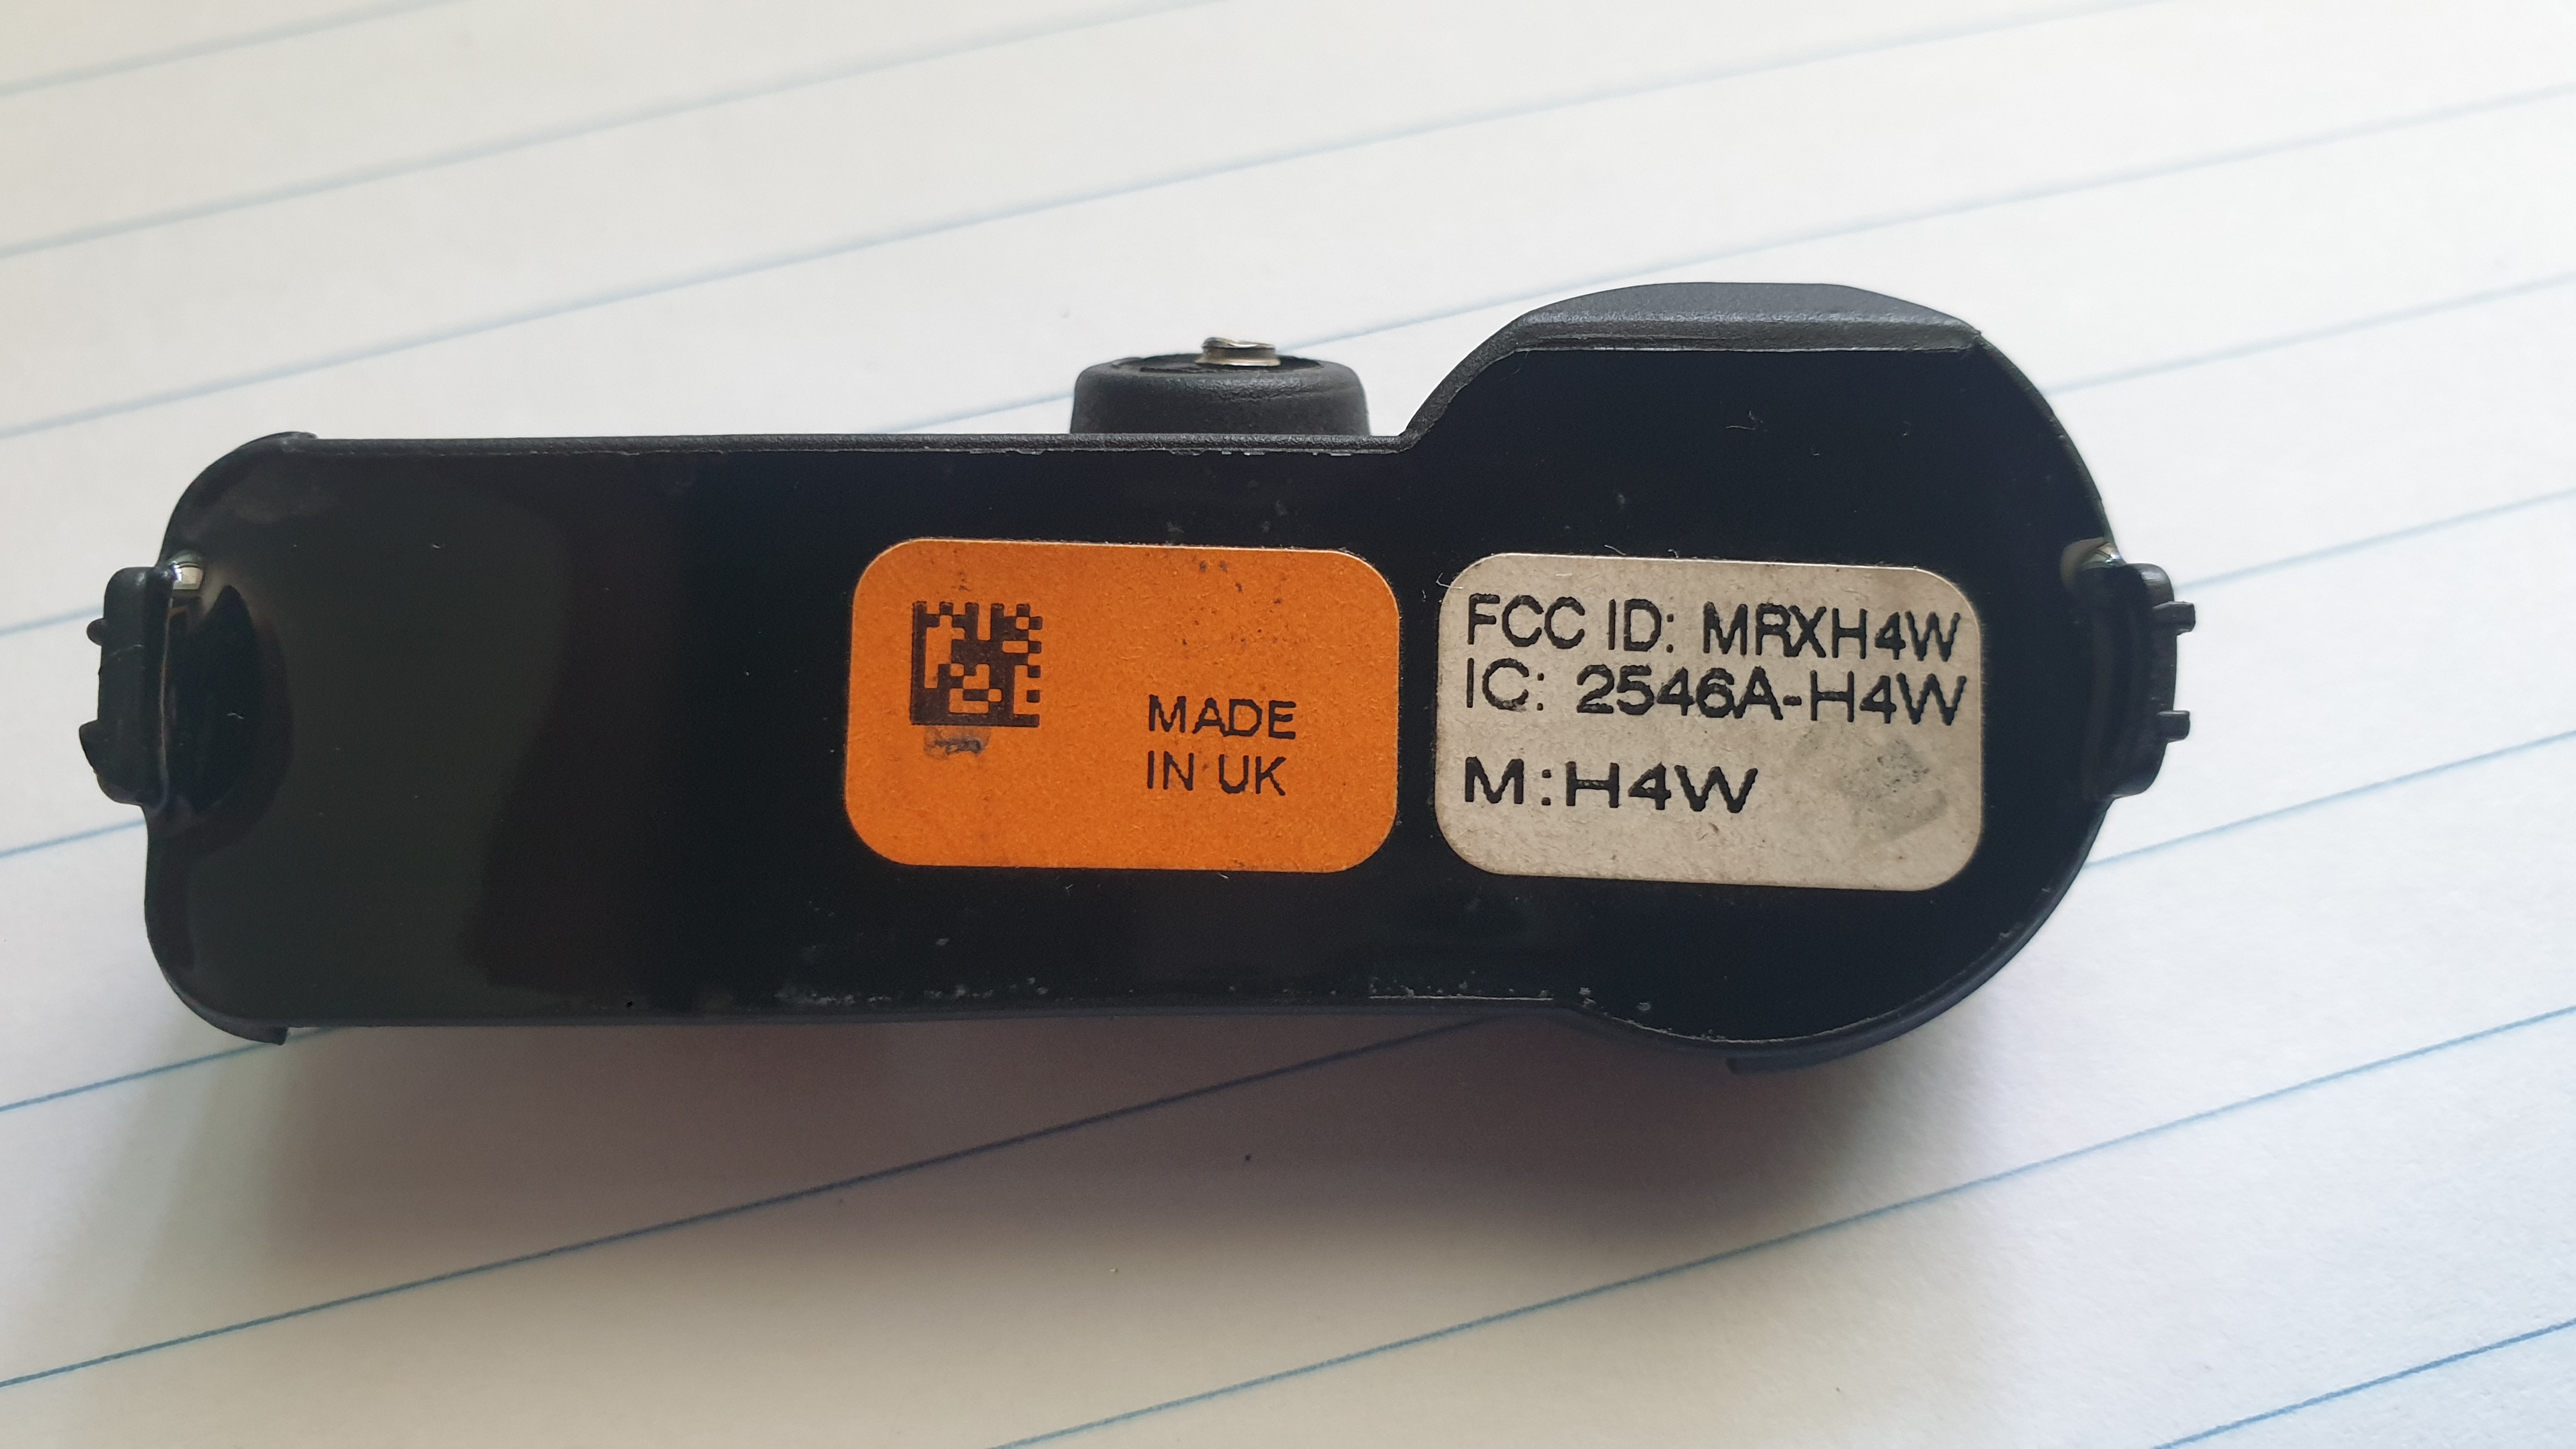 MADE
IN UK
FCC ID: MRXH4W
IC: 2546A-H4W
M:H4W